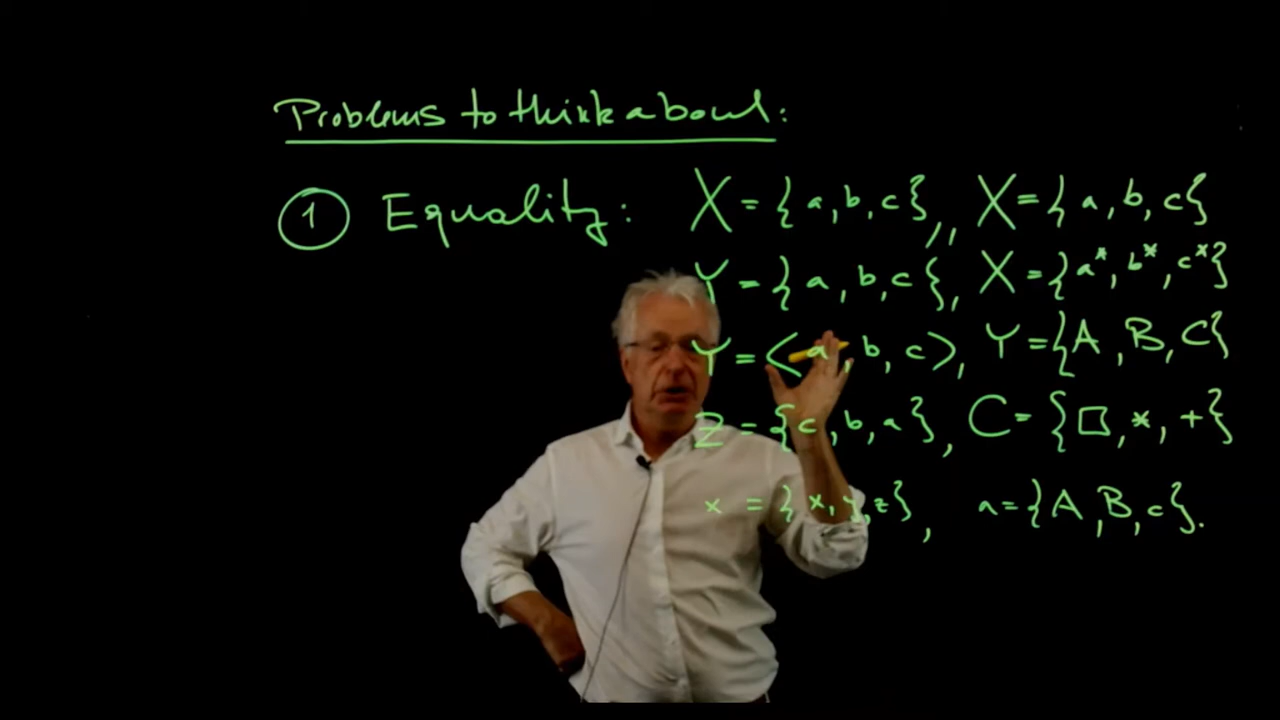 Problems to think about:
① Equality: X = {a, b, c},, X = {a, b, c}
Y = {a, b, c}, X = {a*, b*, c*}
Y = <a, b, c>, Y = {A, B, C}
Z = {c, b, a}, C = {□, *, +}
x = {x, y, z}, a = {A, B, c}.